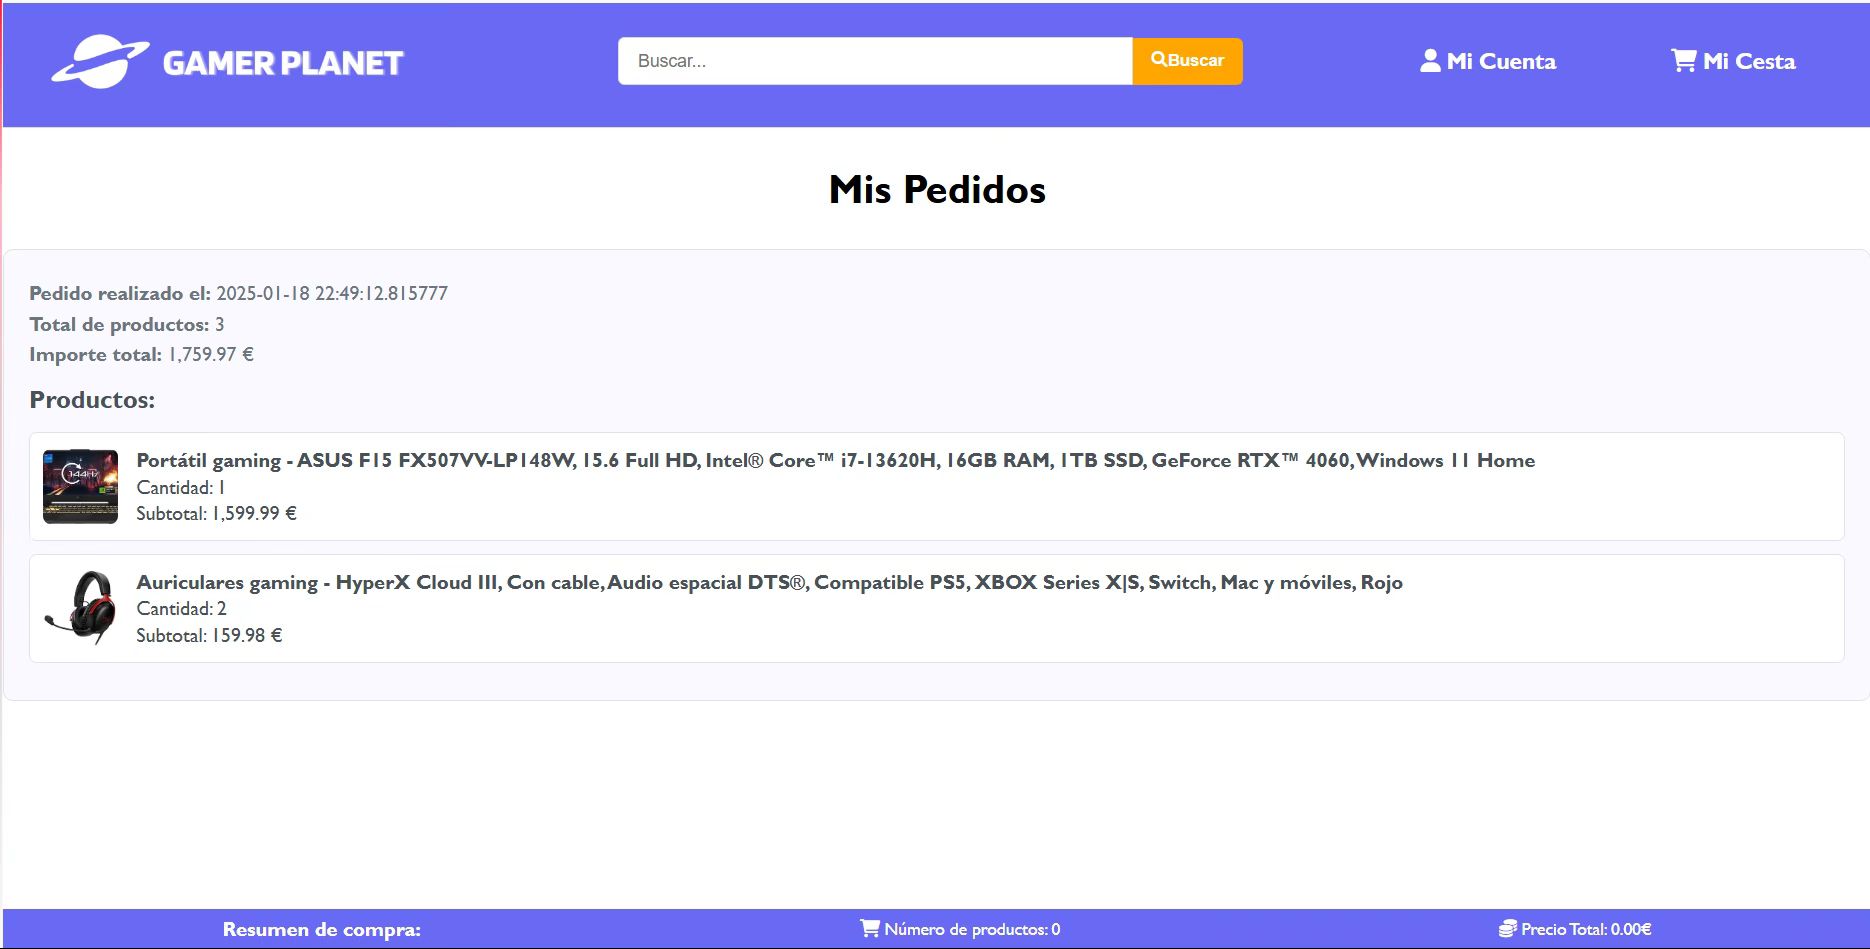 GAMER PLANET
Buscar...
Buscar
Mi Cuenta
Mi Cesta
Mis Pedidos
Pedido realizado el: 2025-01-18 22:49:12.815777
Total de productos: 3
Importe total: 1,759.97 €
Productos:
144Hz
Portátil gaming - ASUS F15 FX507VV-LP148W, 15.6 Full HD, Intel® Core™ i7-13620H, 16GB RAM, 1TB SSD, GeForce RTX™ 4060, Windows 11 Home
Cantidad: 1
Subtotal: 1,599.99 €
Auriculares gaming - HyperX Cloud III, Con cable, Audio espacial DTS®, Compatible PS5, XBOX Series X|S, Switch, Mac y móviles, Rojo
Cantidad: 2
Subtotal: 159.98 €
Resumen de compra:
Número de productos: 0
Precio Total: 0.00€